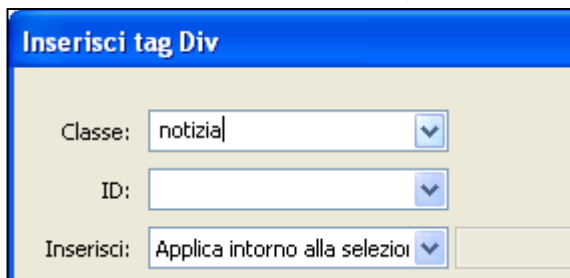 Inserisci tag Div
Classe: notizia
ID:
Inserisci: Applica intorno alla selezio